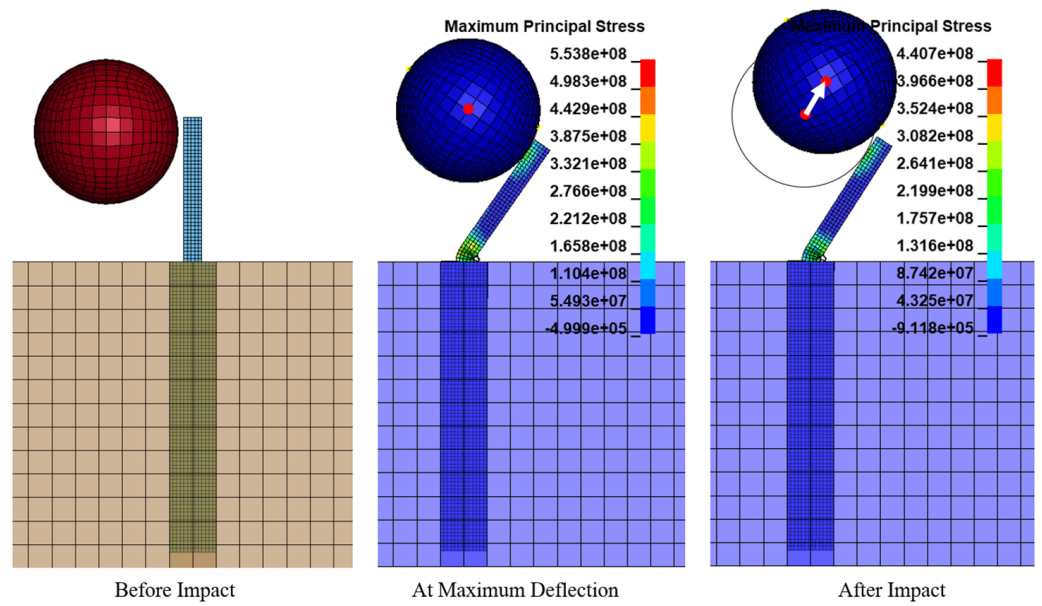 Maximum Principal Stress
5.538e+08
4.983e+08
4.429e+08
3.875e+08
3.321e+08
2.766e+08
2.212e+08
1.658e+08
1.104e+08
5.493e+07
-4.999e+05
Maximum Principal Stress
4.407e+08
3.966e+08
3.524e+08
3.082e+08
2.641e+08
2.199e+08
1.757e+08
1.316e+08
8.742e+07
4.325e+07
-9.118e+05
Before Impact
At Maximum Deflection
After Impact